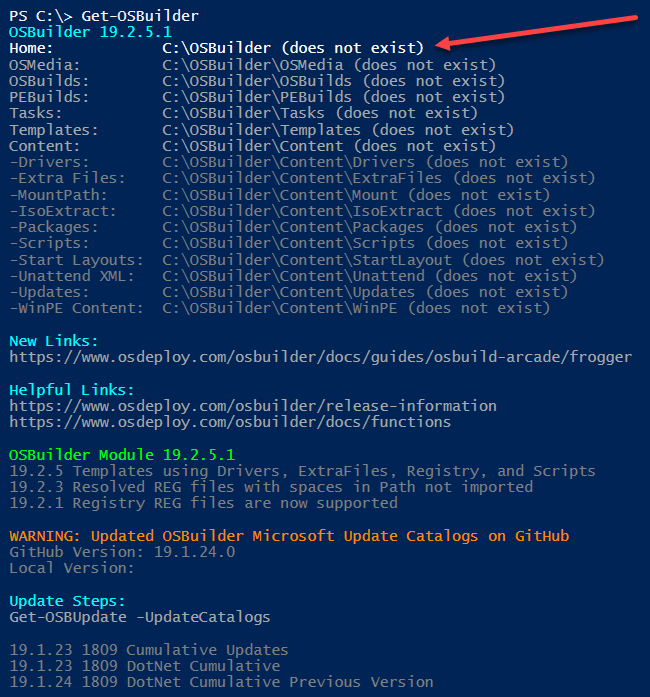 PS C:\> Get-OSBuilder
OSBuilder 19.2.5.1
Home:          C:\OSBuilder (does not exist)
OSMedia:       C:\OSBuilder\OSMedia (does not exist)
OSBuilds:      C:\OSBuilder\OSBuilds (does not exist)
PEBuilds:      C:\OSBuilder\PEBuilds (does not exist)
Tasks:         C:\OSBuilder\Tasks (does not exist)
Templates:     C:\OSBuilder\Templates (does not exist)
Content:       C:\OSBuilder\Content (does not exist)
-Drivers:      C:\OSBuilder\Content\Drivers (does not exist)
-Extra Files:  C:\OSBuilder\Content\ExtraFiles (does not exist)
-MountPath:    C:\OSBuilder\Content\Mount (does not exist)
-IsoExtract:   C:\OSBuilder\Content\IsoExtract (does not exist)
-Packages:     C:\OSBuilder\Content\Packages (does not exist)
-Scripts:      C:\OSBuilder\Content\Scripts (does not exist)
-Start Layouts:  C:\OSBuilder\Content\StartLayout (does not exist)
-Unattend XML:   C:\OSBuilder\Content\Unattend (does not exist)
-Updates:      C:\OSBuilder\Content\Updates (does not exist)
-WinPE Content:  C:\OSBuilder\Content\WinPE (does not exist)
New Links:
https://www.osdeploy.com/osbuilder/docs/guides/osbuild-arcade/frogger
Helpful Links:
https://www.osdeploy.com/osbuilder/release-information
https://www.osdeploy.com/osbuilder/docs/functions
OSBuilder Module 19.2.5.1
19.2.5 Templates using Drivers, ExtraFiles, Registry, and Scripts
19.2.3 Resolved REG files with spaces in Path not imported
19.2.1 Registry REG files are now supported
WARNING: Updated OSBuilder Microsoft Update Catalogs on GitHub
GitHub Version: 19.1.24.0
Local Version:
Update Steps:
Get-OSBUpdate -UpdateCatalogs
19.1.23 1809 Cumulative Updates
19.1.23 1809 DotNet Cumulative
19.1.24 1809 DotNet Cumulative Previous Version